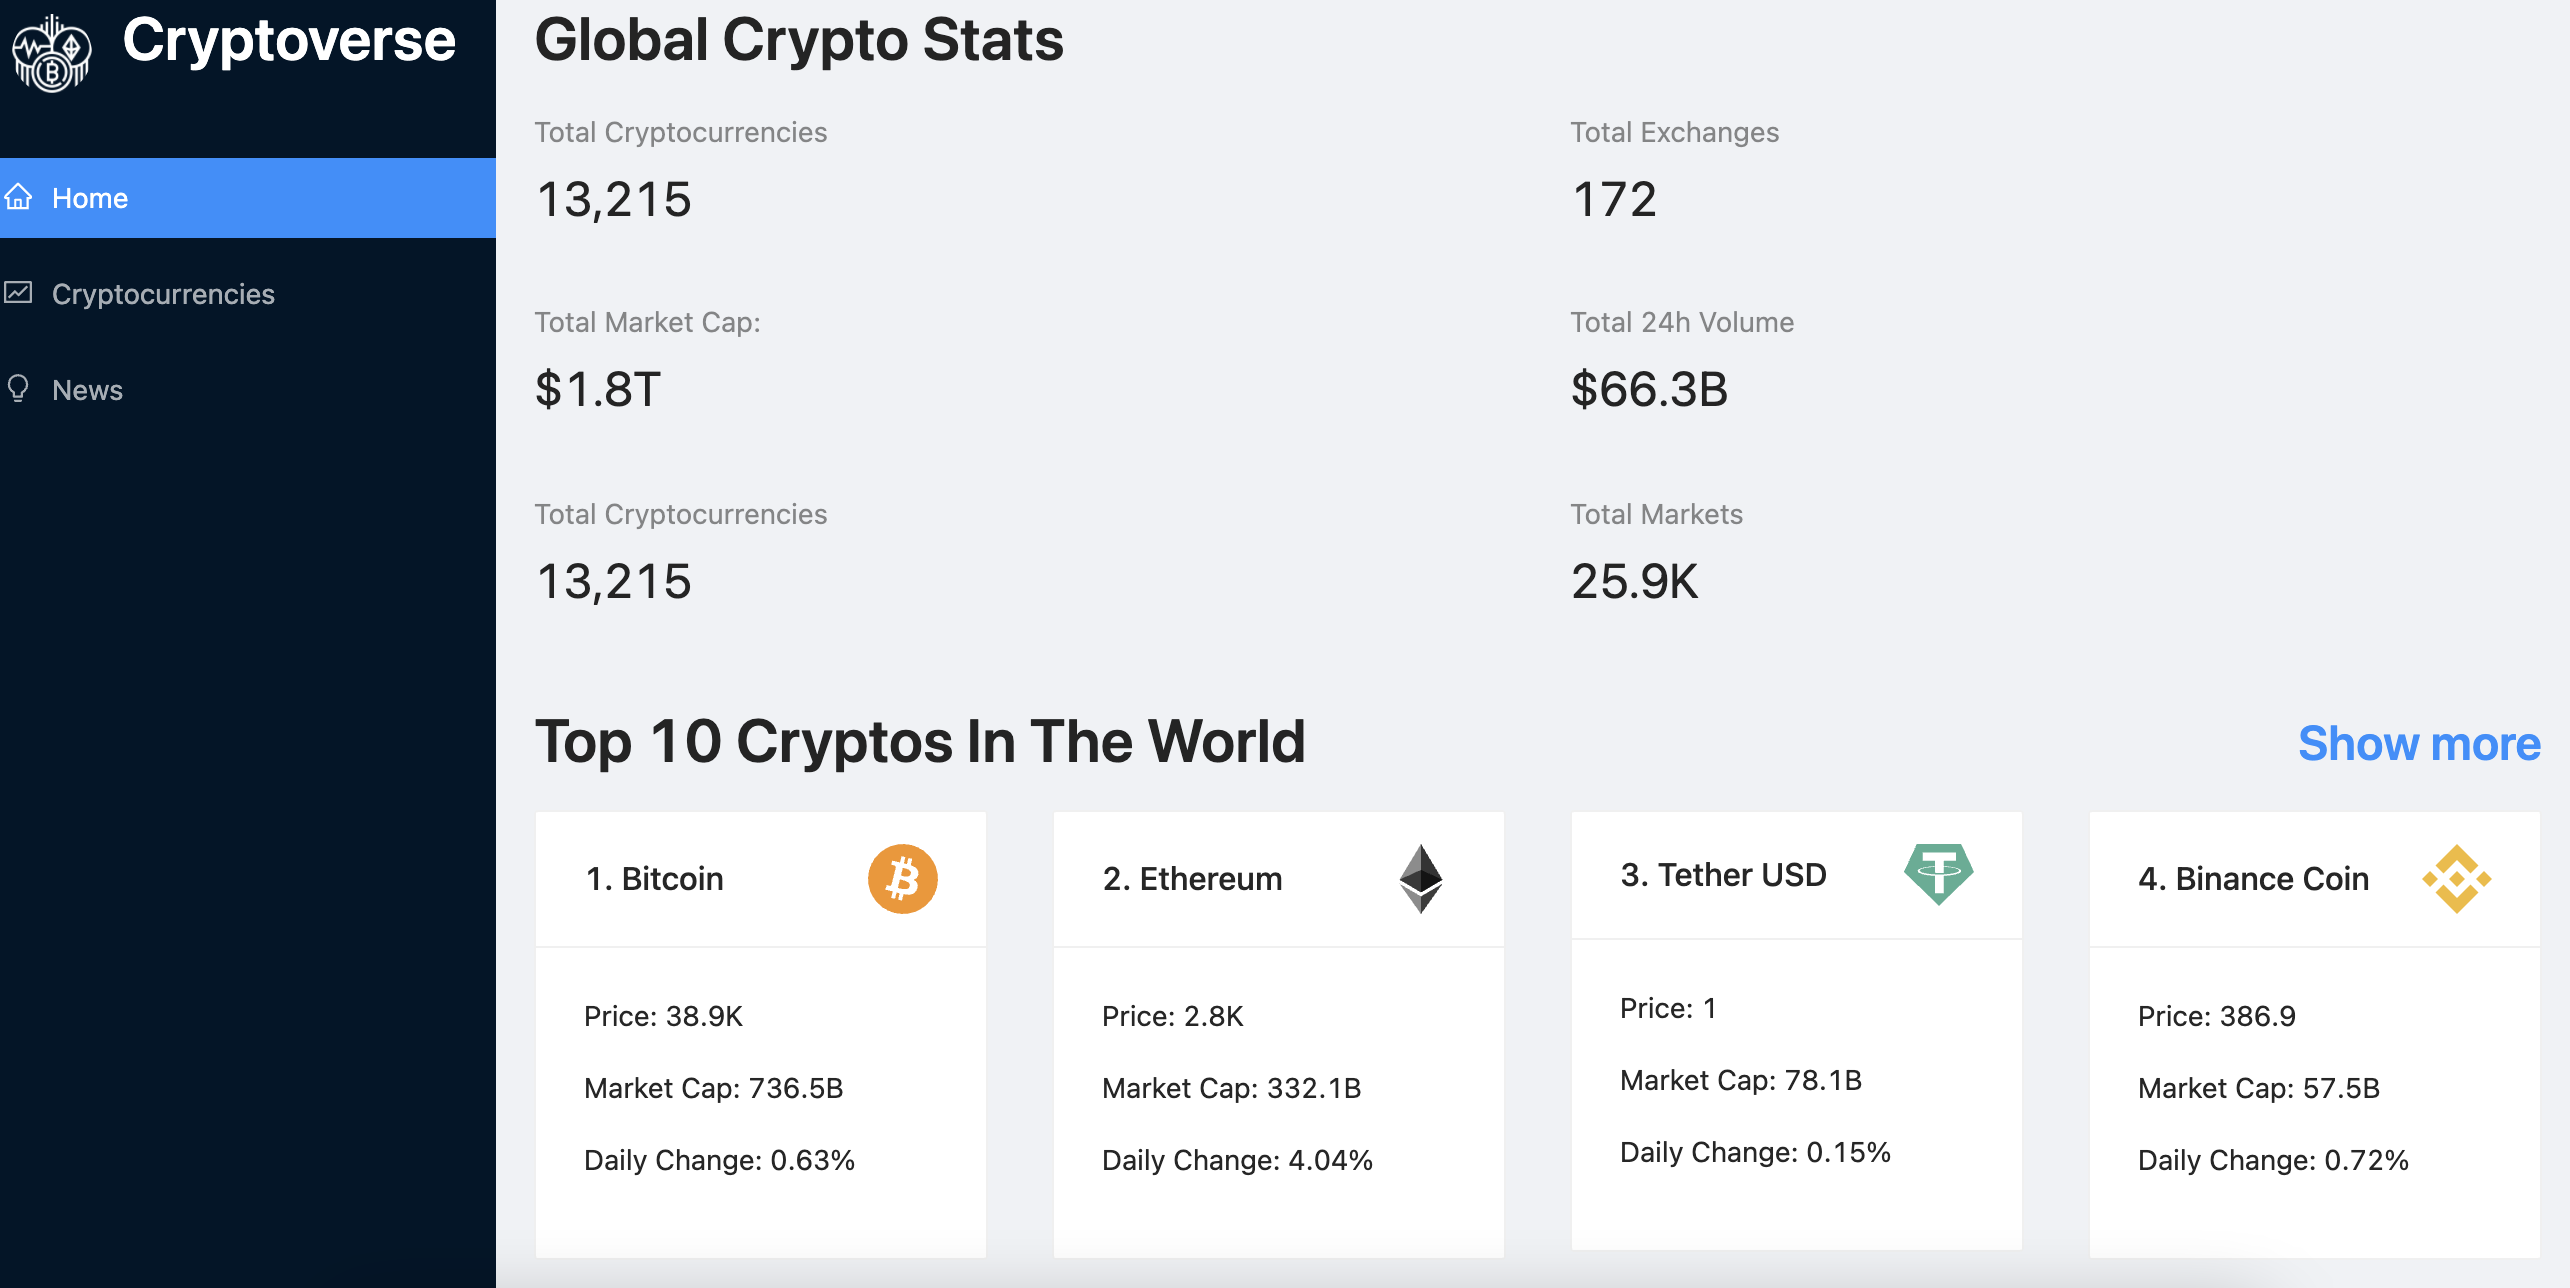 Cryptoverse
Home
Cryptocurrencies
News
Global Crypto Stats
Total Cryptocurrencies
13,215
Total Exchanges
172
Total Market Cap:
$1.8T
Total 24h Volume
$66.3B
Total Cryptocurrencies
13,215
Total Markets
25.9K
Top 10 Cryptos In The World
Show more
1. Bitcoin
Price: 38.9K
Market Cap: 736.5B
Daily Change: 0.63%
2. Ethereum
Price: 2.8K
Market Cap: 332.1B
Daily Change: 4.04%
3. Tether USD
Price: 1
Market Cap: 78.1B
Daily Change: 0.15%
4. Binance Coin
Price: 386.9
Market Cap: 57.5B
Daily Change: 0.72%